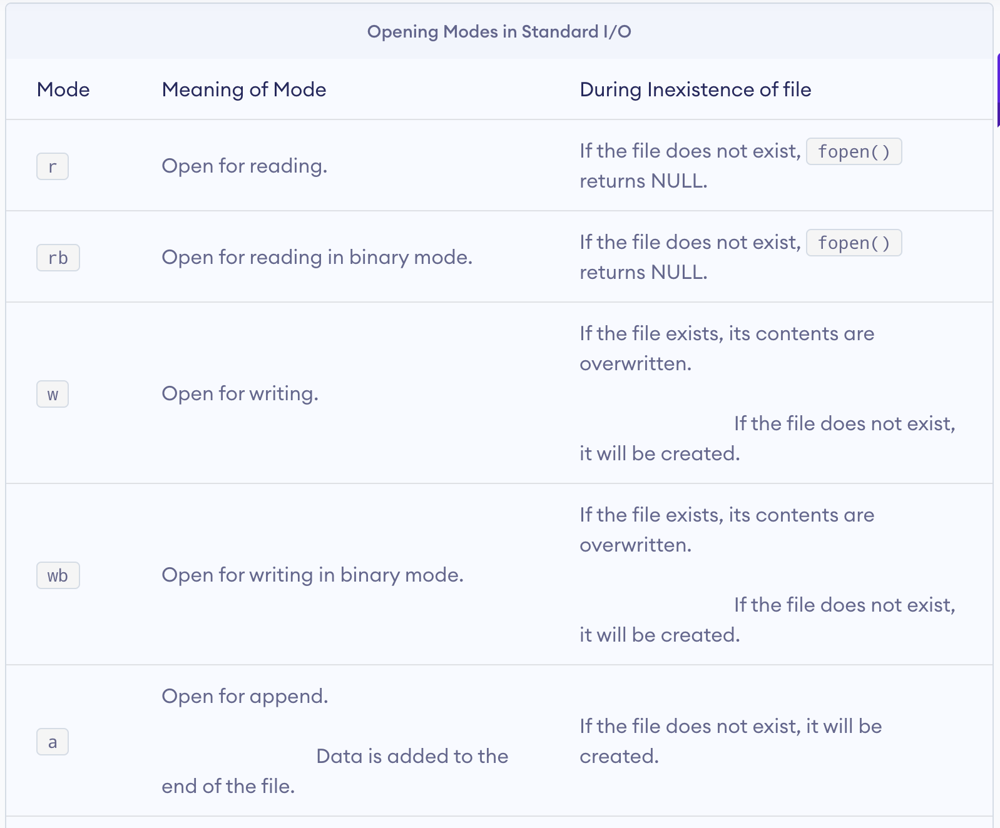 Opening Modes in Standard I/O
Mode Meaning of Mode During Inexistence of file
r Open for reading. If the file does not exist, fopen()
returns NULL.
rb Open for reading in binary mode. If the file does not exist, fopen()
returns NULL.
w Open for writing. If the file exists, its contents are
overwritten.
If the file does not exist,
it will be created.
wb Open for writing in binary mode. If the file exists, its contents are
overwritten.
If the file does not exist,
it will be created.
a Open for append.
Data is added to the
end of the file.
If the file does not exist, it will be
created.